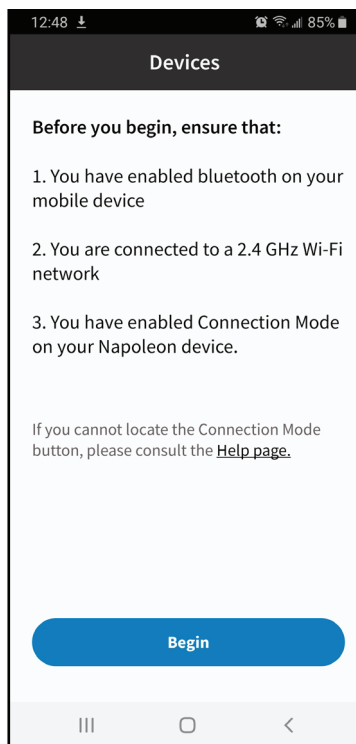 12:48 85%
Devices
Before you begin, ensure that:
1. You have enabled bluetooth on your
mobile device
2. You are connected to a 2.4 GHz Wi-Fi
network
3. You have enabled Connection Mode
on your Napoleon device.
If you cannot locate the Connection Mode
button, please consult the Help page.
Begin